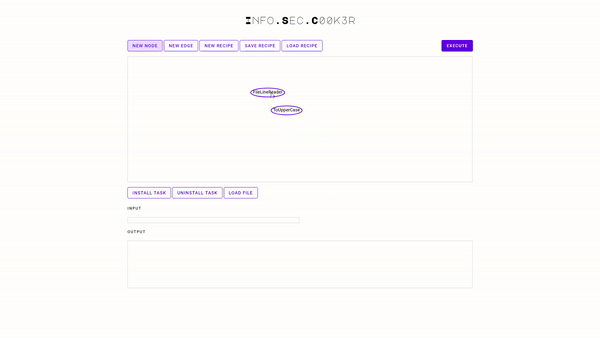 Info.Sec.C00k3r
NEW NODE NEW EDGE NEW RECIPE SAVE RECIPE LOAD RECIPE EXECUTE
FileLineReader
ToUpperCase
INSTALL TASK UNINSTALL TASK LOAD FILE
INPUT
OUTPUT